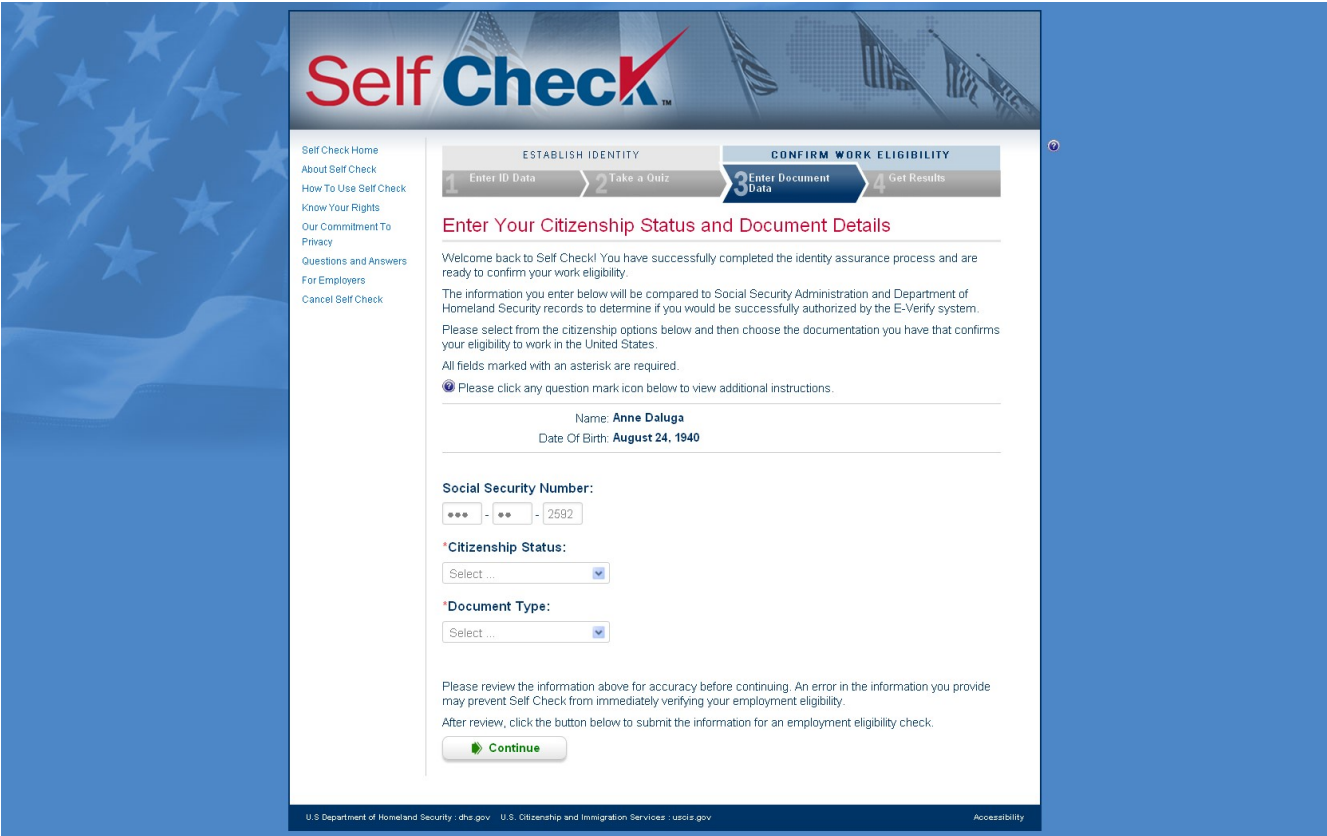 Self Check™
Self Check Home
About Self Check
How To Use Self Check
Know Your Rights
Our Commitment To
Privacy
Questions and Answers
For Employers
Cancel Self Check
ESTABLISH IDENTITY
CONFIRM WORK ELIGIBILITY
1 Enter ID Data
2 Take a Quiz
3 Enter Document
Data
4 Get Results
Enter Your Citizenship Status and Document Details
Welcome back to Self Check! You have successfully completed the identity assurance process and are
ready to confirm your work eligibility.
The information you enter below will be compared to Social Security Administration and Department of
Homeland Security records to determine if you would be successfully authorized by the E-Verify system.
Please select from the citizenship options below and then choose the documentation you have that confirms
your eligibility to work in the United States.
All fields marked with an asterisk are required.
Please click any question mark icon below to view additional instructions.
Name: Anne Daluga
Date Of Birth: August 24, 1940
Social Security Number:
••• - •• - 2592
*Citizenship Status:
Select ...
*Document Type:
Select ...
Please review the information above for accuracy before continuing. An error in the information you provide
may prevent Self Check from immediately verifying your employment eligibility.
After review, click the button below to submit the information for an employment eligibility check.
Continue
U.S Department of Homeland Security : dhs.gov U.S. Citizenship and Immigration Services : uscis.gov Accessibility